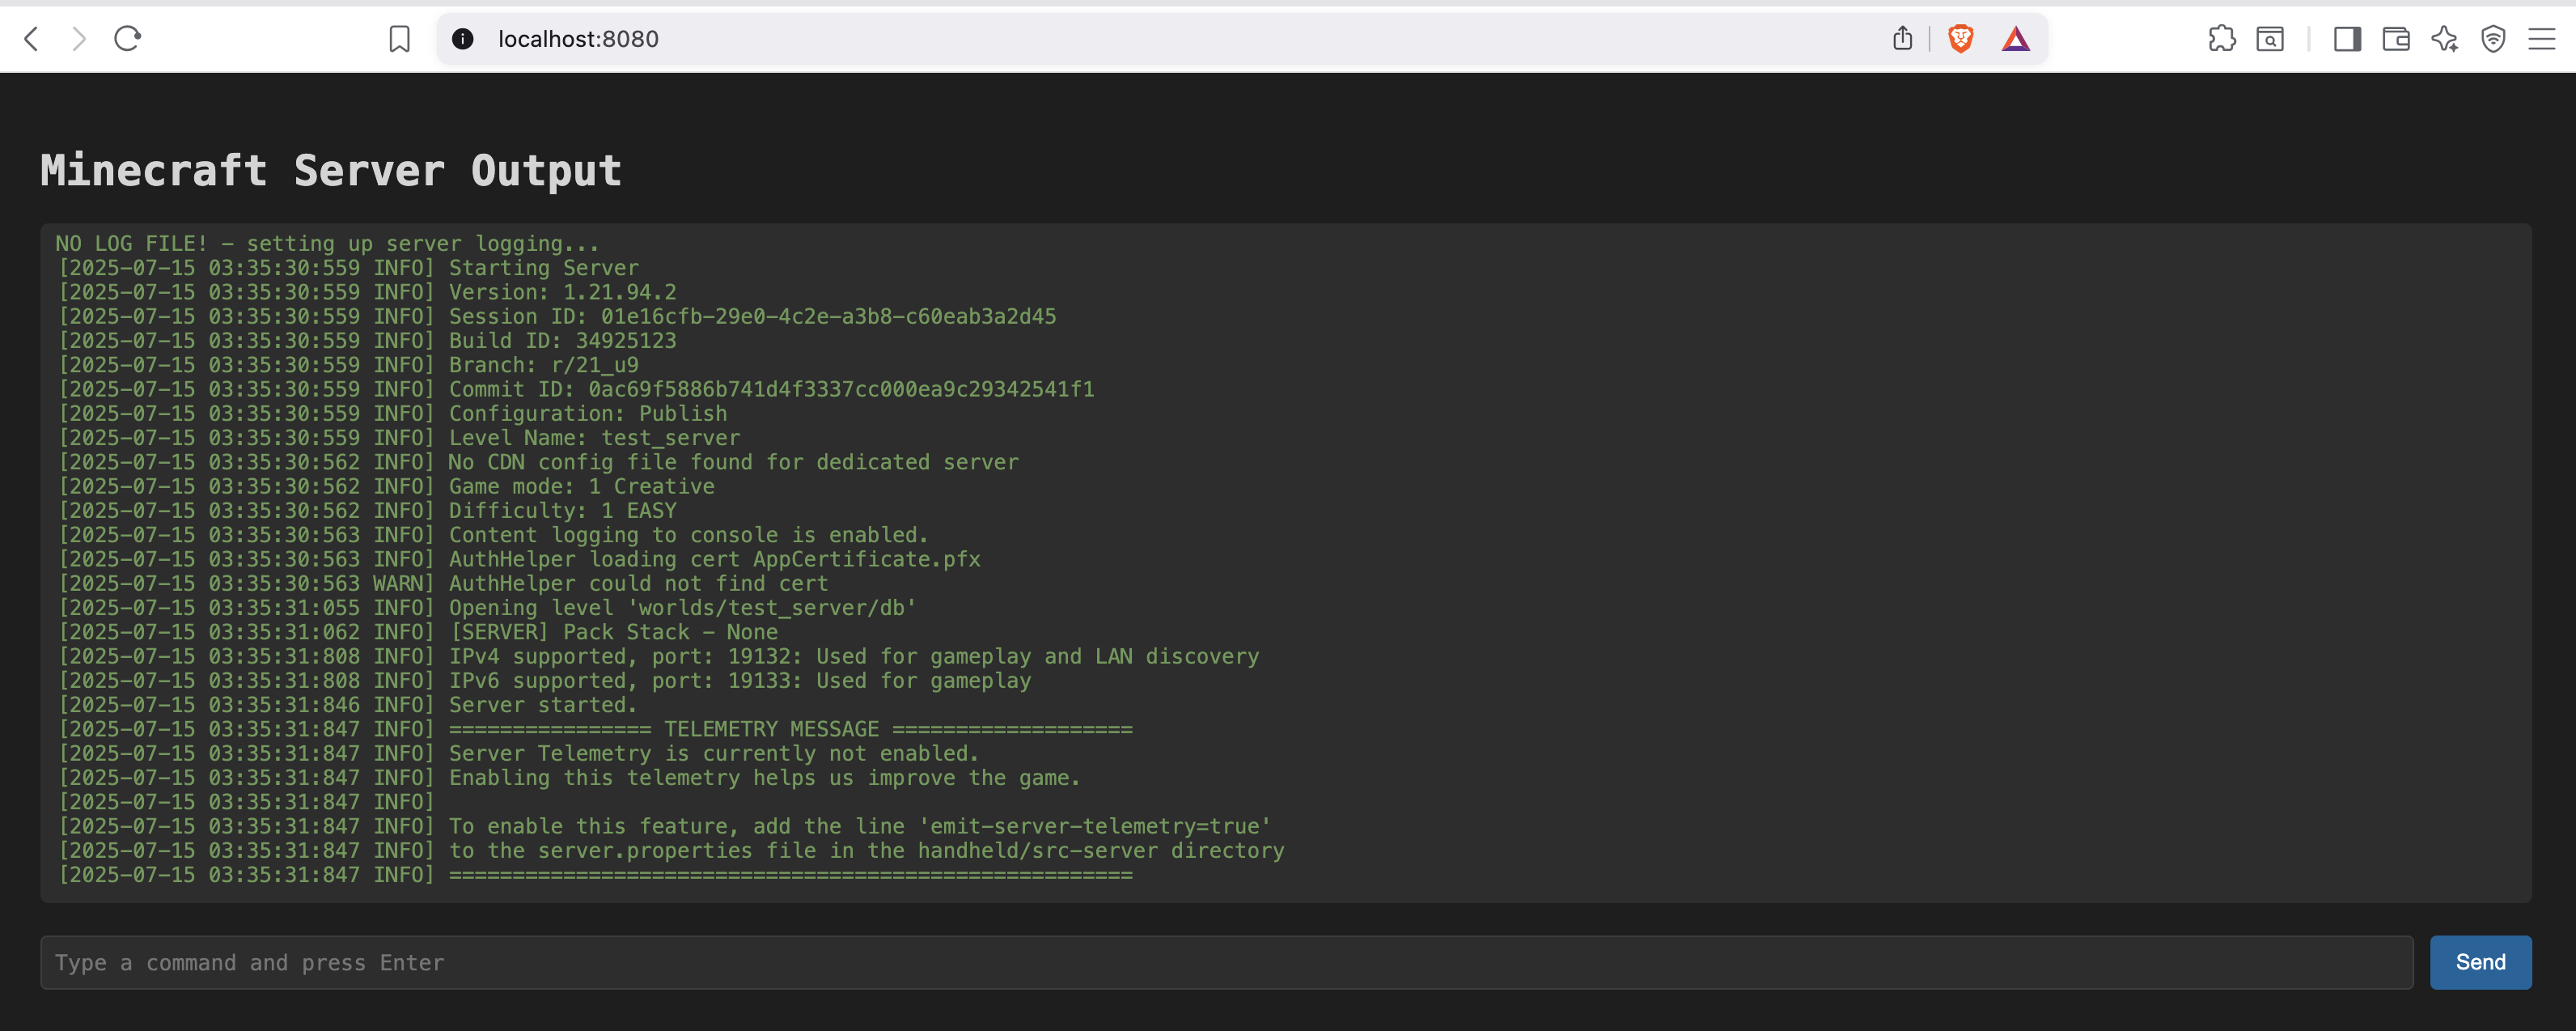 localhost:8080
Minecraft Server Output
NO LOG FILE! - setting up server logging...
[2025-07-15 03:35:30:559 INFO] Starting Server
[2025-07-15 03:35:30:559 INFO] Version: 1.21.94.2
[2025-07-15 03:35:30:559 INFO] Session ID: 01e16cfb-29e0-4c2e-a3b8-c60eab3a2d45
[2025-07-15 03:35:30:559 INFO] Build ID: 34925123
[2025-07-15 03:35:30:559 INFO] Branch: r/21_u9
[2025-07-15 03:35:30:559 INFO] Commit ID: 0ac69f5886b741d4f3337cc000ea9c29342541f1
[2025-07-15 03:35:30:559 INFO] Configuration: Publish
[2025-07-15 03:35:30:559 INFO] Level Name: test_server
[2025-07-15 03:35:30:562 INFO] No CDN config file found for dedicated server
[2025-07-15 03:35:30:562 INFO] Game mode: 1 Creative
[2025-07-15 03:35:30:562 INFO] Difficulty: 1 EASY
[2025-07-15 03:35:30:563 INFO] Content logging to console is enabled.
[2025-07-15 03:35:30:563 INFO] AuthHelper loading cert AppCertificate.pfx
[2025-07-15 03:35:30:563 WARN] AuthHelper could not find cert
[2025-07-15 03:35:31:055 INFO] Opening level 'worlds/test_server/db'
[2025-07-15 03:35:31:062 INFO] [SERVER] Pack Stack - None
[2025-07-15 03:35:31:808 INFO] IPv4 supported, port: 19132: Used for gameplay and LAN discovery
[2025-07-15 03:35:31:808 INFO] IPv6 supported, port: 19133: Used for gameplay
[2025-07-15 03:35:31:846 INFO] Server started.
[2025-07-15 03:35:31:847 INFO] ================ TELEMETRY MESSAGE ===================
[2025-07-15 03:35:31:847 INFO] Server Telemetry is currently not enabled.
[2025-07-15 03:35:31:847 INFO] Enabling this telemetry helps us improve the game.
[2025-07-15 03:35:31:847 INFO]
[2025-07-15 03:35:31:847 INFO] To enable this feature, add the line 'emit-server-telemetry=true'
[2025-07-15 03:35:31:847 INFO] to the server.properties file in the handheld/src-server directory
[2025-07-15 03:35:31:847 INFO] ======================================================
Type a command and press Enter
Send